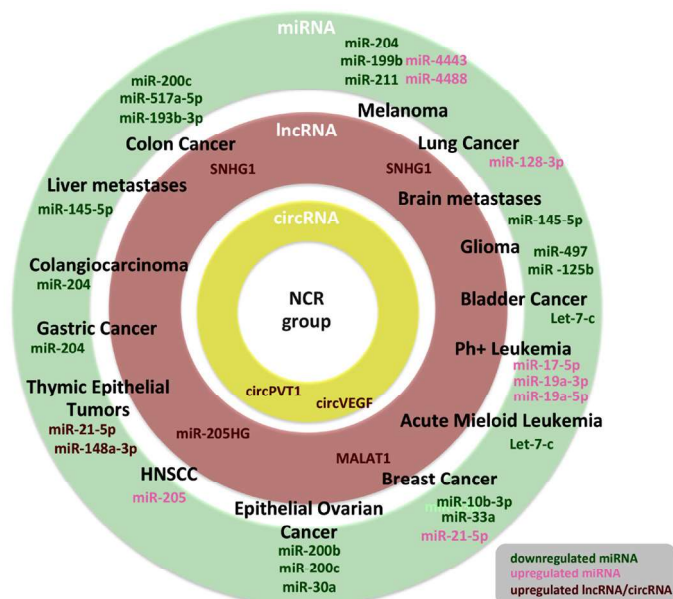 miRNA
miR-204
miR-199b miR-4443
miR-211 miR-4488
miR-200c
miR-517a-5p
miR-193b-3p
Melanoma
lncRNA
Colon Cancer
Lung Cancer
SNHG1
SNHG1
miR-128-3p
Liver metastases
Brain metastases
miR-145-5p
miR-145-5p
circRNA
Glioma
miR-497
miR -125b
Colangiocarcinoma
miR-204
NCR
group
Bladder Cancer
Let-7-c
Gastric Cancer
miR-204
Ph+ Leukemia
miR-17-5p
miR-19a-3p
miR-19a-5p
Thymic Epithelial
Tumors
miR-21-5p
miR-148a-3p
circPVT1
circVEGF
Acute Mieloid Leukemia
Let-7-c
miR-205HG
MALAT1
HNSCC
miR-205
Breast Cancer
miR-10b-3p
miR-33a
miR-21-5p
Epithelial Ovarian
Cancer
miR-200b
miR-200c
miR-30a
downregulated miRNA
upregulated miRNA
upregulated lncRNA/circRNA